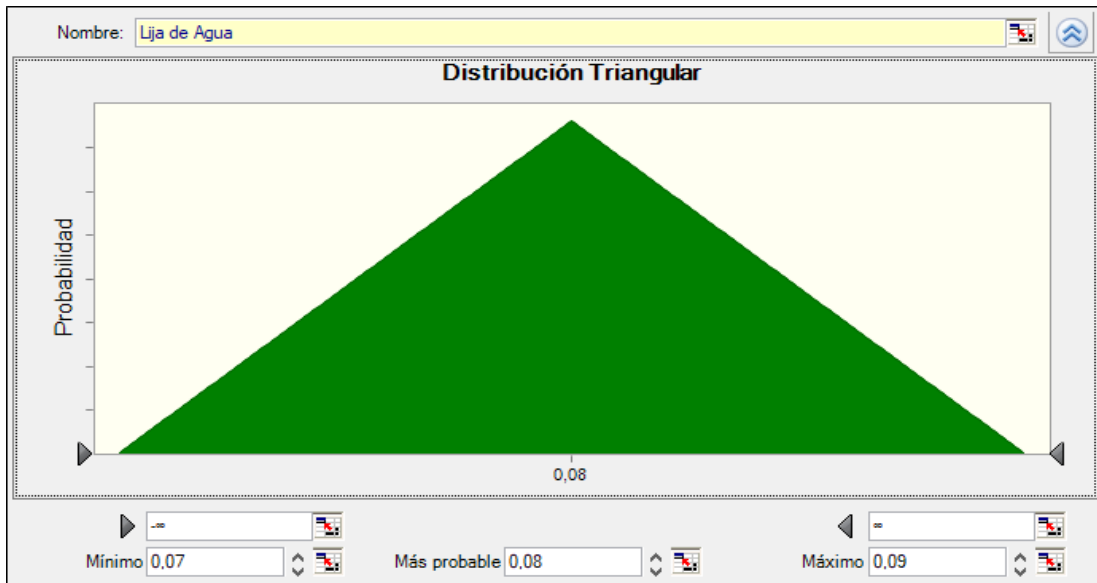 Nombre: Lija de Agua
Distribución Triangular
Probabilidad
0,08
-∞ ∞
Mínimo 0,07 Más probable 0,08 Máximo 0,09